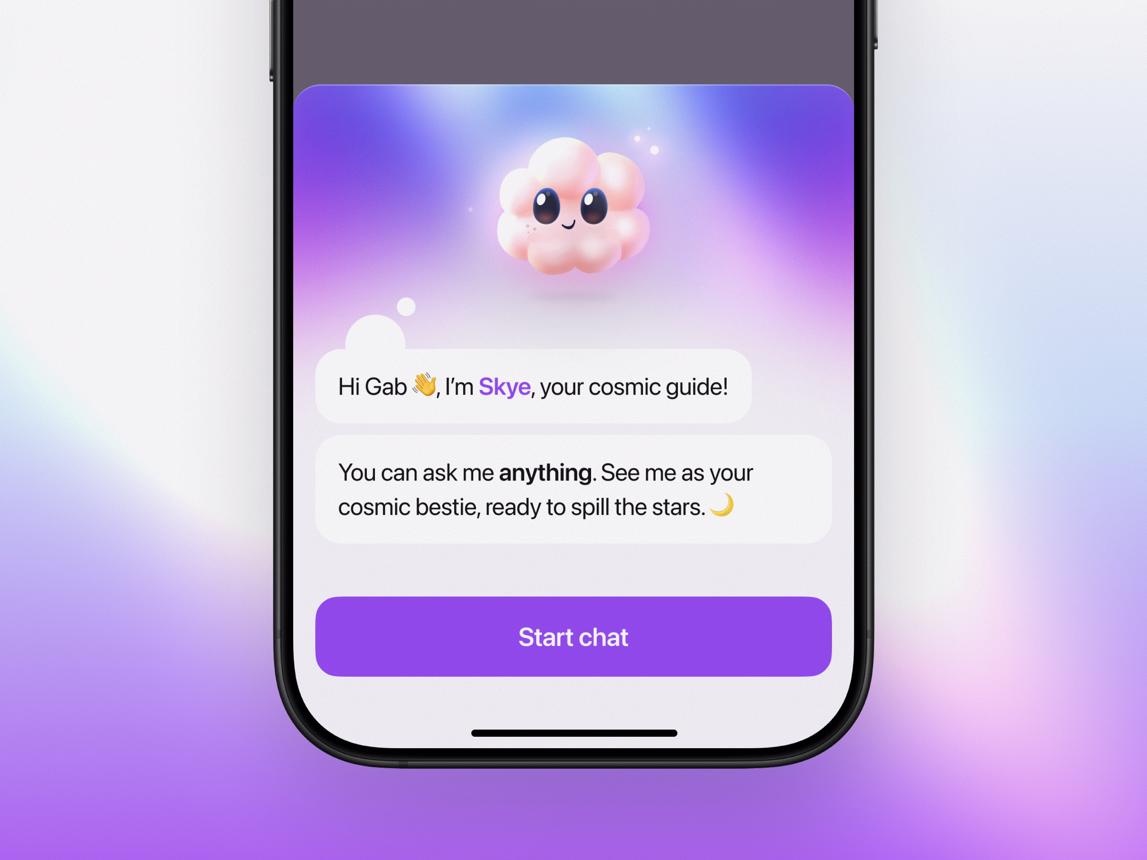 Hi Gab 👋, I’m Skye, your cosmic guide!
You can ask me anything. See me as your
cosmic bestie, ready to spill the stars. 🌙
Start chat